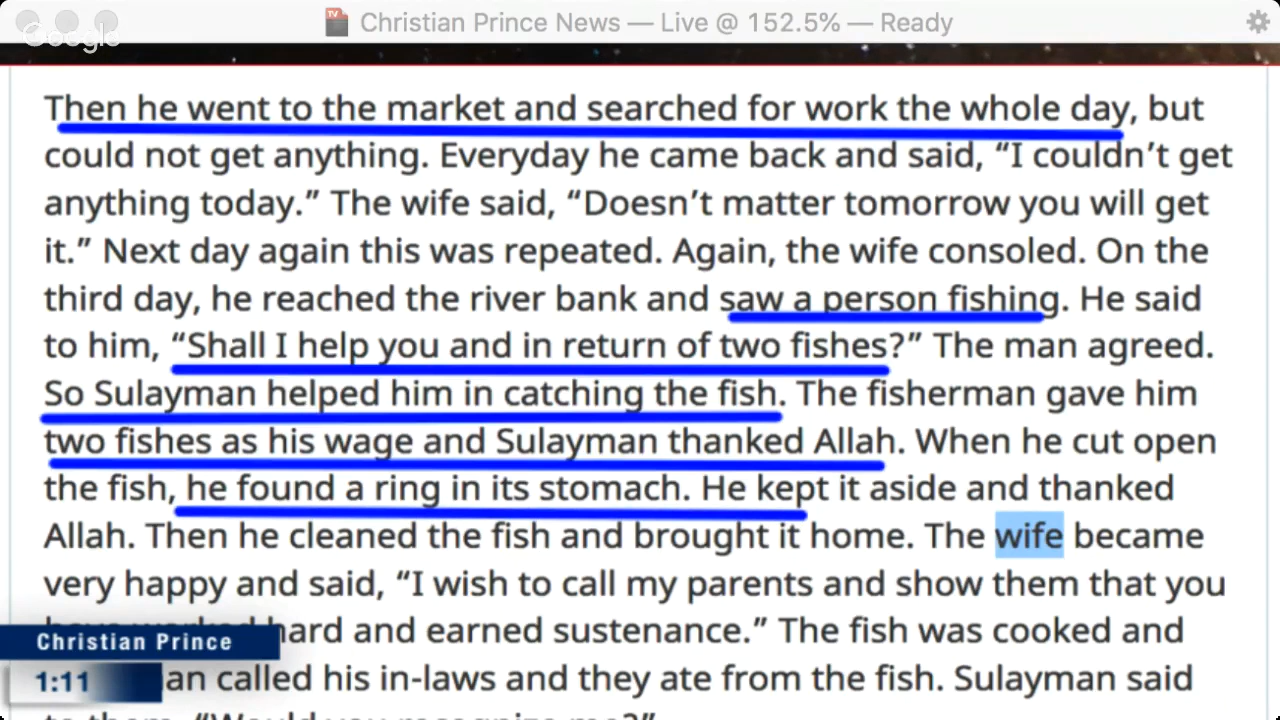 Christian Prince News — Live @ 152.5% — Ready
Google
TV
Then he went to the market and searched for work the whole day, but
could not get anything. Everyday he came back and said, “I couldn’t get
anything today.” The wife said, “Doesn’t matter tomorrow you will get
it.” Next day again this was repeated. Again, the wife consoled. On the
third day, he reached the river bank and saw a person fishing. He said
to him, “Shall I help you and in return of two fishes?” The man agreed.
So Sulayman helped him in catching the fish. The fisherman gave him
two fishes as his wage and Sulayman thanked Allah. When he cut open
the fish, he found a ring in its stomach. He kept it aside and thanked
Allah. Then he cleaned the fish and brought it home. The wife became
very happy and said, “I wish to call my parents and show them that you
hard and earned sustenance.” The fish was cooked and
Christian Prince
an called his in-laws and they ate from the fish. Sulayman said
1:11
to them, “Would you recognize me?”